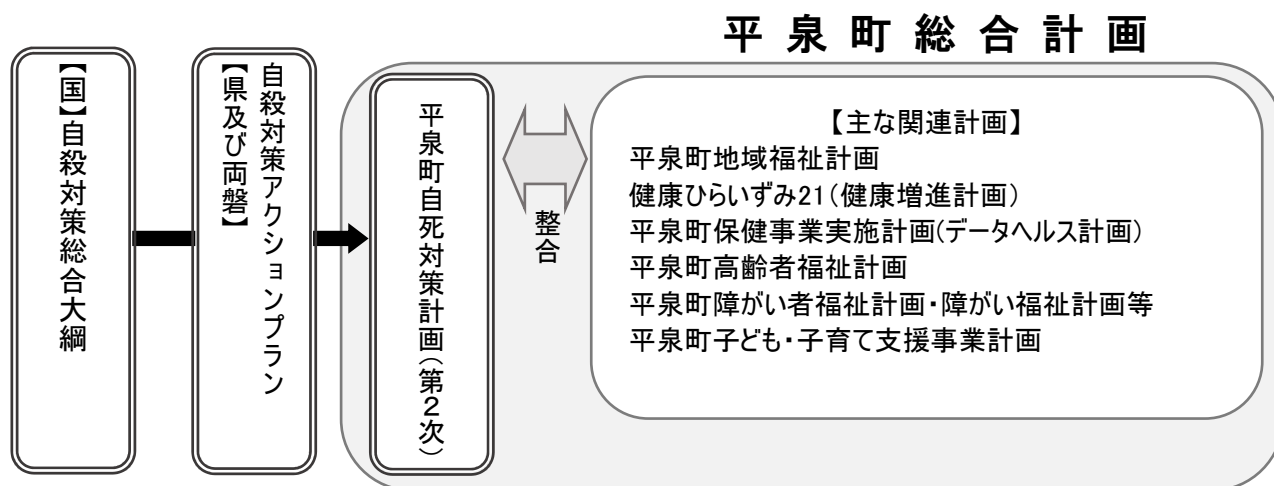 平泉町総合計画
【国】自殺対策総合大綱
自殺対策アクションプラン
【県及び両磐】
平泉町自死対策計画(第2次)
整合
【主な関連計画】
平泉町地域福祉計画
健康ひらいずみ21(健康増進計画)
平泉町保健事業実施計画(データヘルス計画)
平泉町高齢者福祉計画
平泉町障がい者福祉計画・障がい福祉計画等
平泉町子ども・子育て支援事業計画